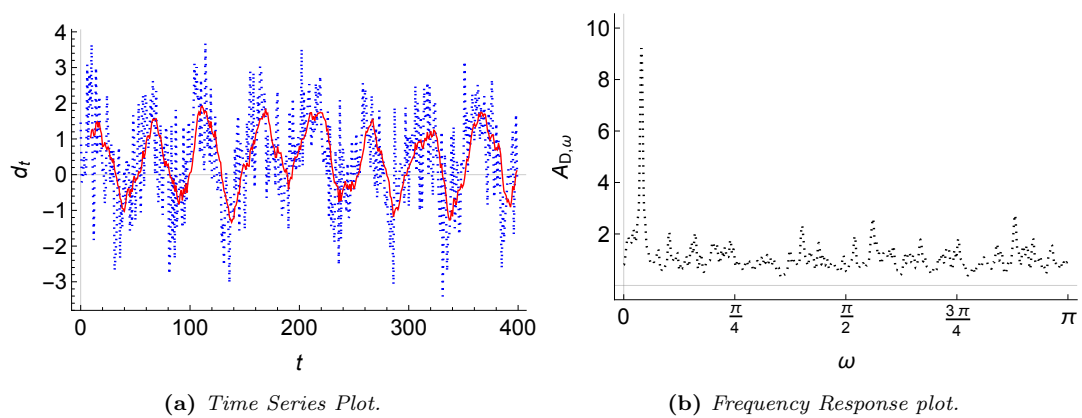 4
3
2
1
0
−1
−2
−3
d_t
0 100 200 300 400
t
(a) Time Series Plot.
10
8
6
4
2
A_{D,ω}
0 π/4 π/2 3π/4 π
ω
(b) Frequency Response plot.